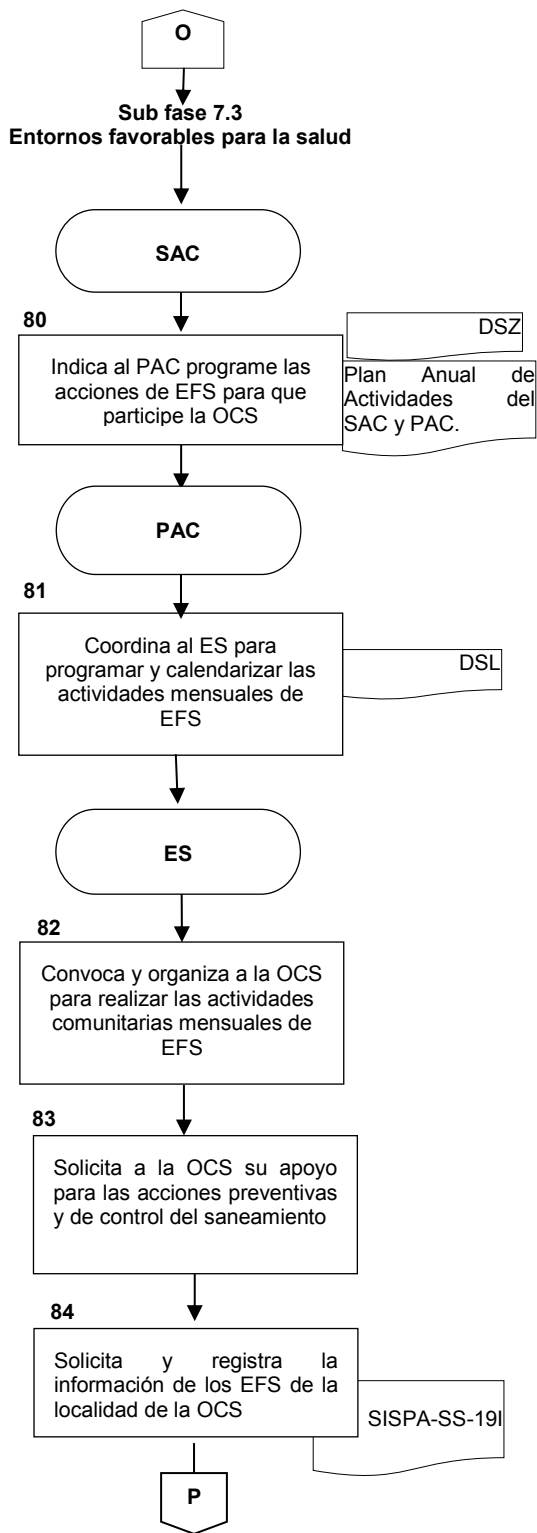 O
Sub fase 7.3
Entornos favorables para la salud
SAC
80
Indica al PAC programe las
acciones de EFS para que
participe la OCS
DSZ
Plan Anual de
Actividades del
SAC y PAC.
PAC
81
Coordina al ES para
programar y calendarizar las
actividades mensuales de
EFS
DSL
ES
82
Convoca y organiza a la OCS
para realizar las actividades
comunitarias mensuales de
EFS
83
Solicita a la OCS su apoyo
para las acciones preventivas
y de control del saneamiento
84
Solicita y registra la
información de los EFS de la
localidad de la OCS
SISPA-SS-19I
P